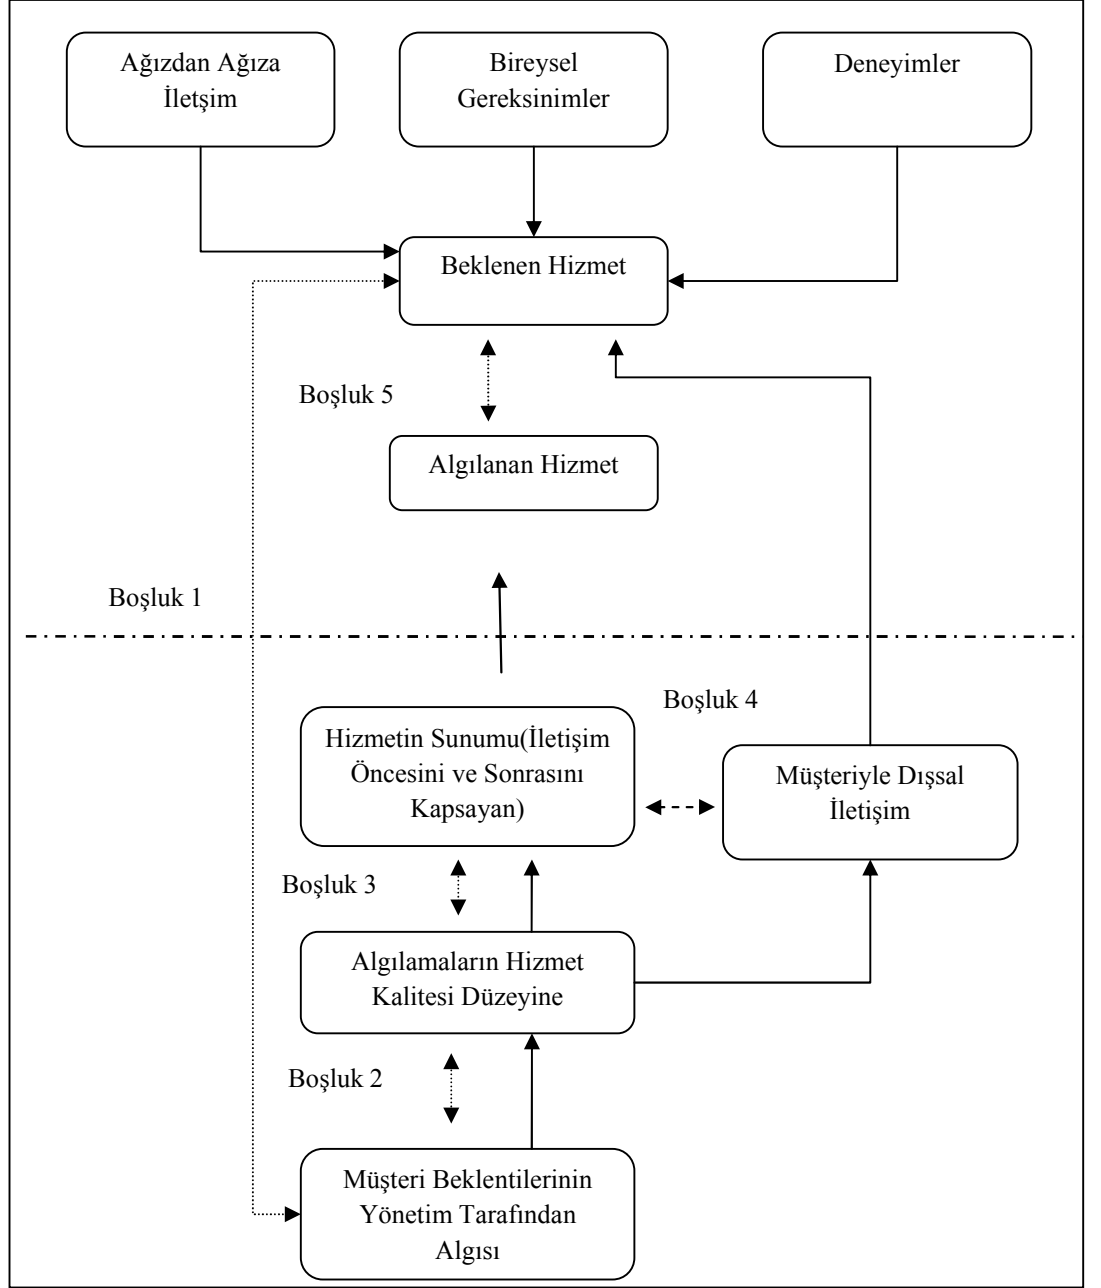 Ağızdan Ağıza
İletşim
Bireysel
Gereksinimler
Deneyimler
Beklenen Hizmet
Boşluk 5
Algılanan Hizmet
Boşluk 1
Boşluk 4
Hizmetin Sunumu(İletişim
Öncesini ve Sonrasını
Kapsayan)
Müşteriyle Dışsal
İletişim
Boşluk 3
Algılamaların Hizmet
Kalitesi Düzeyine
Boşluk 2
Müşteri Beklentilerinin
Yönetim Tarafından
Algısı